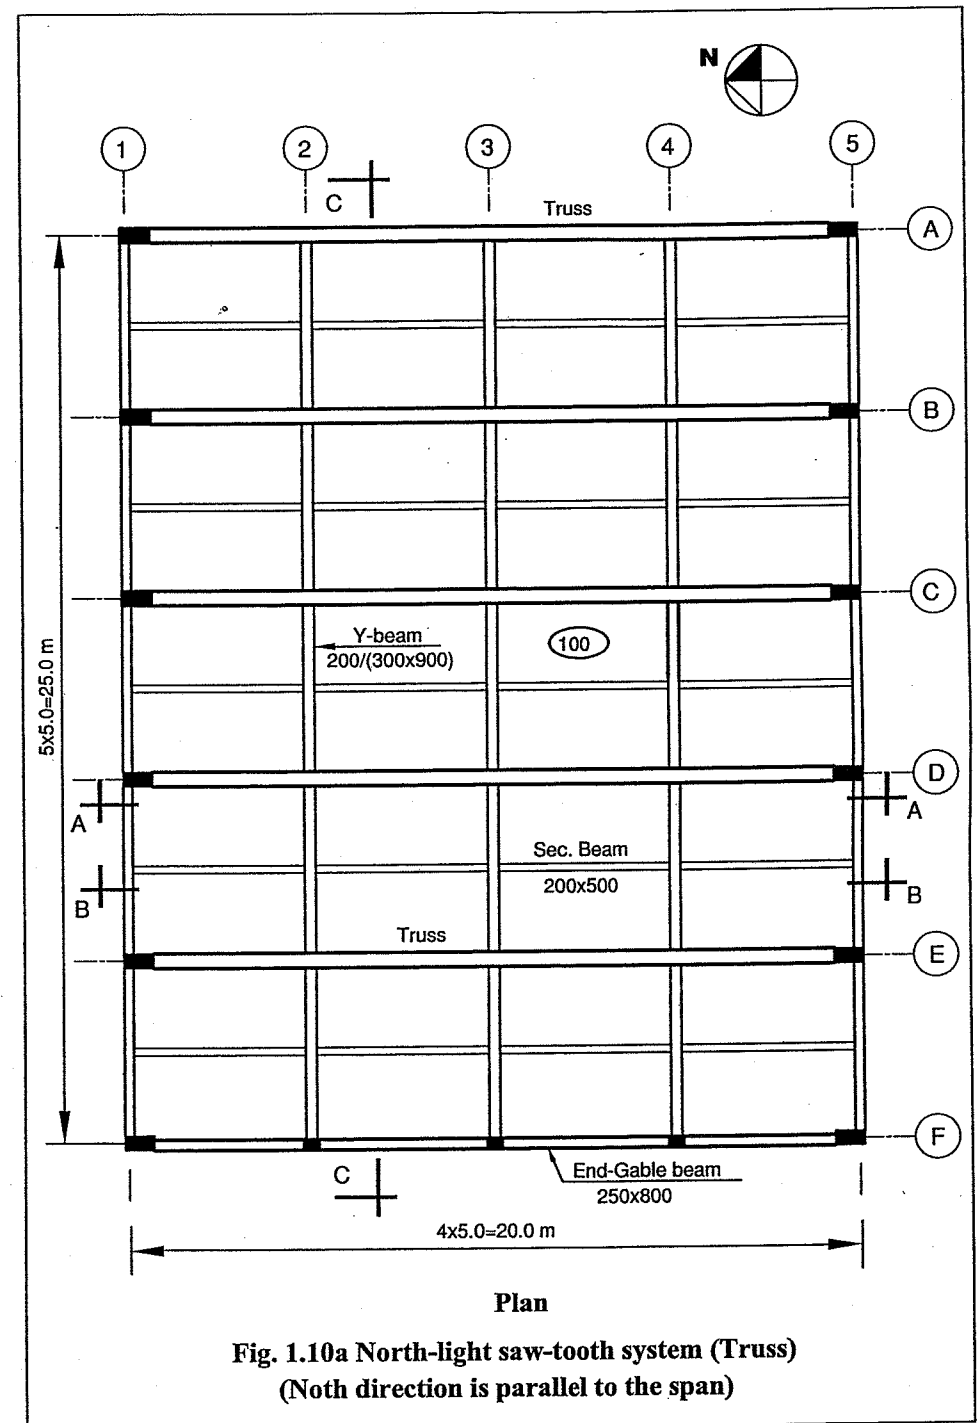 N
1
2
3
4
5
C
Truss
A
B
C
Y-beam
200/(300x900)
100
5x5.0=25.0 m
D
A
A
Sec. Beam
200x500
B
B
Truss
E
F
C
End-Gable beam
250x800
4x5.0=20.0 m
Plan
Fig. 1.10a North-light saw-tooth system (Truss)
(Noth direction is parallel to the span)